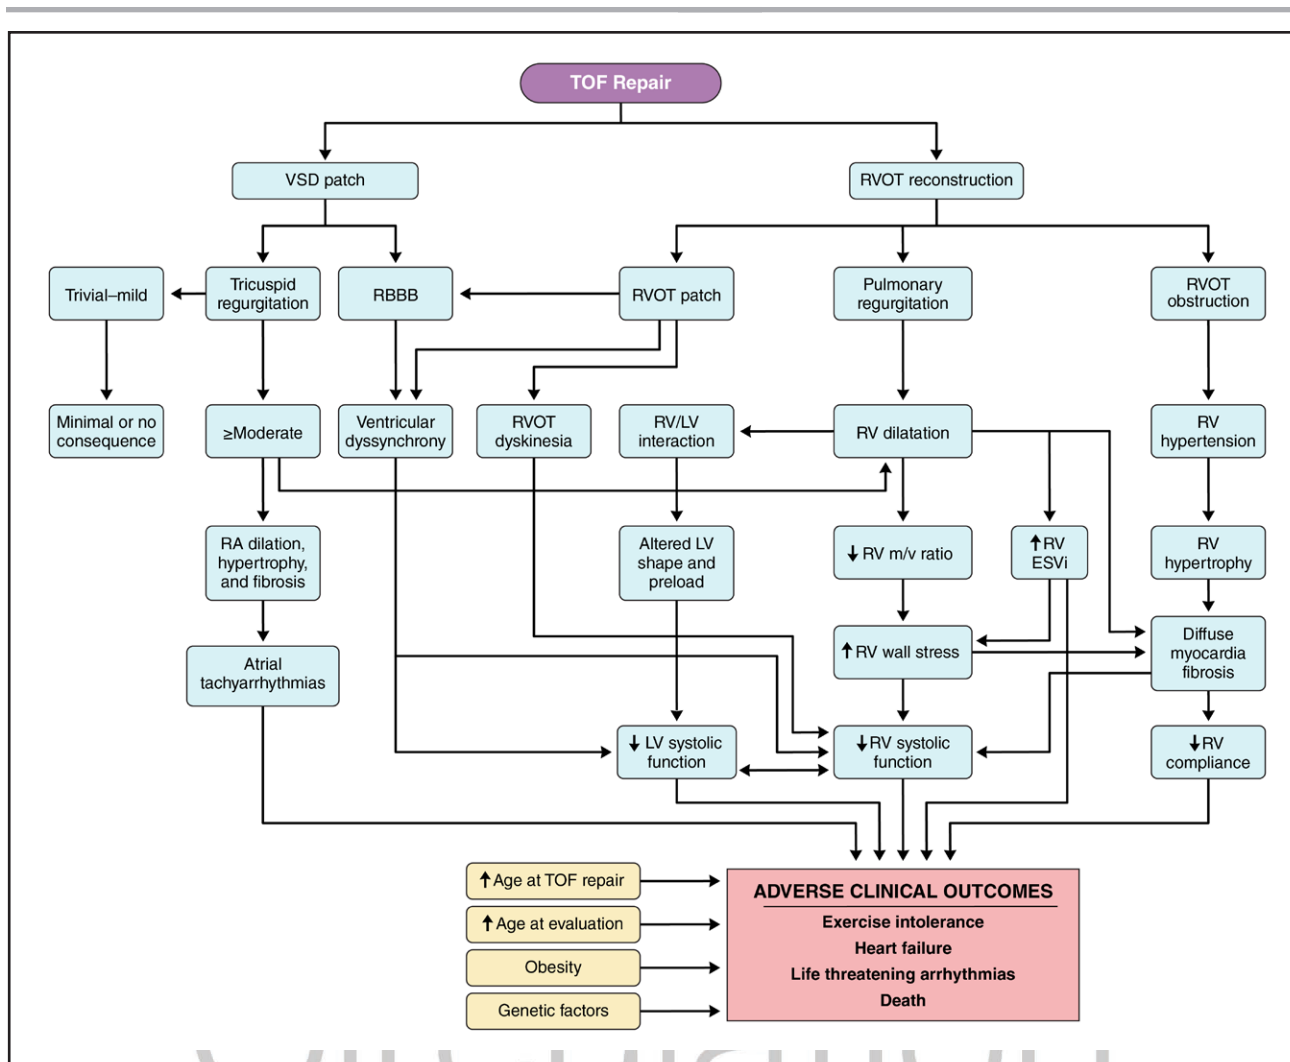 TOF Repair
VSD patch
RVOT reconstruction
Trivial–mild
Tricuspid
regurgitation
RBBB
RVOT patch
Pulmonary
regurgitation
RVOT
obstruction
Minimal or no
consequence
≥Moderate
Ventricular
dyssynchrony
RVOT
dyskinesia
RV/LV
interaction
RV dilatation
RV
hypertension
RA dilation,
hypertrophy,
and fibrosis
Altered LV
shape and
preload
↓ RV m/v ratio
↑RV
ESVi
RV
hypertrophy
Atrial
tachyarrhythmias
↑RV wall stress
Diffuse
myocardia
fibrosis
↓ LV systolic
function
↓RV systolic
function
↓RV
compliance
↑Age at TOF repair
↑Age at evaluation
Obesity
Genetic factors
ADVERSE CLINICAL OUTCOMES
Exercise intolerance
Heart failure
Life threatening arrhythmias
Death